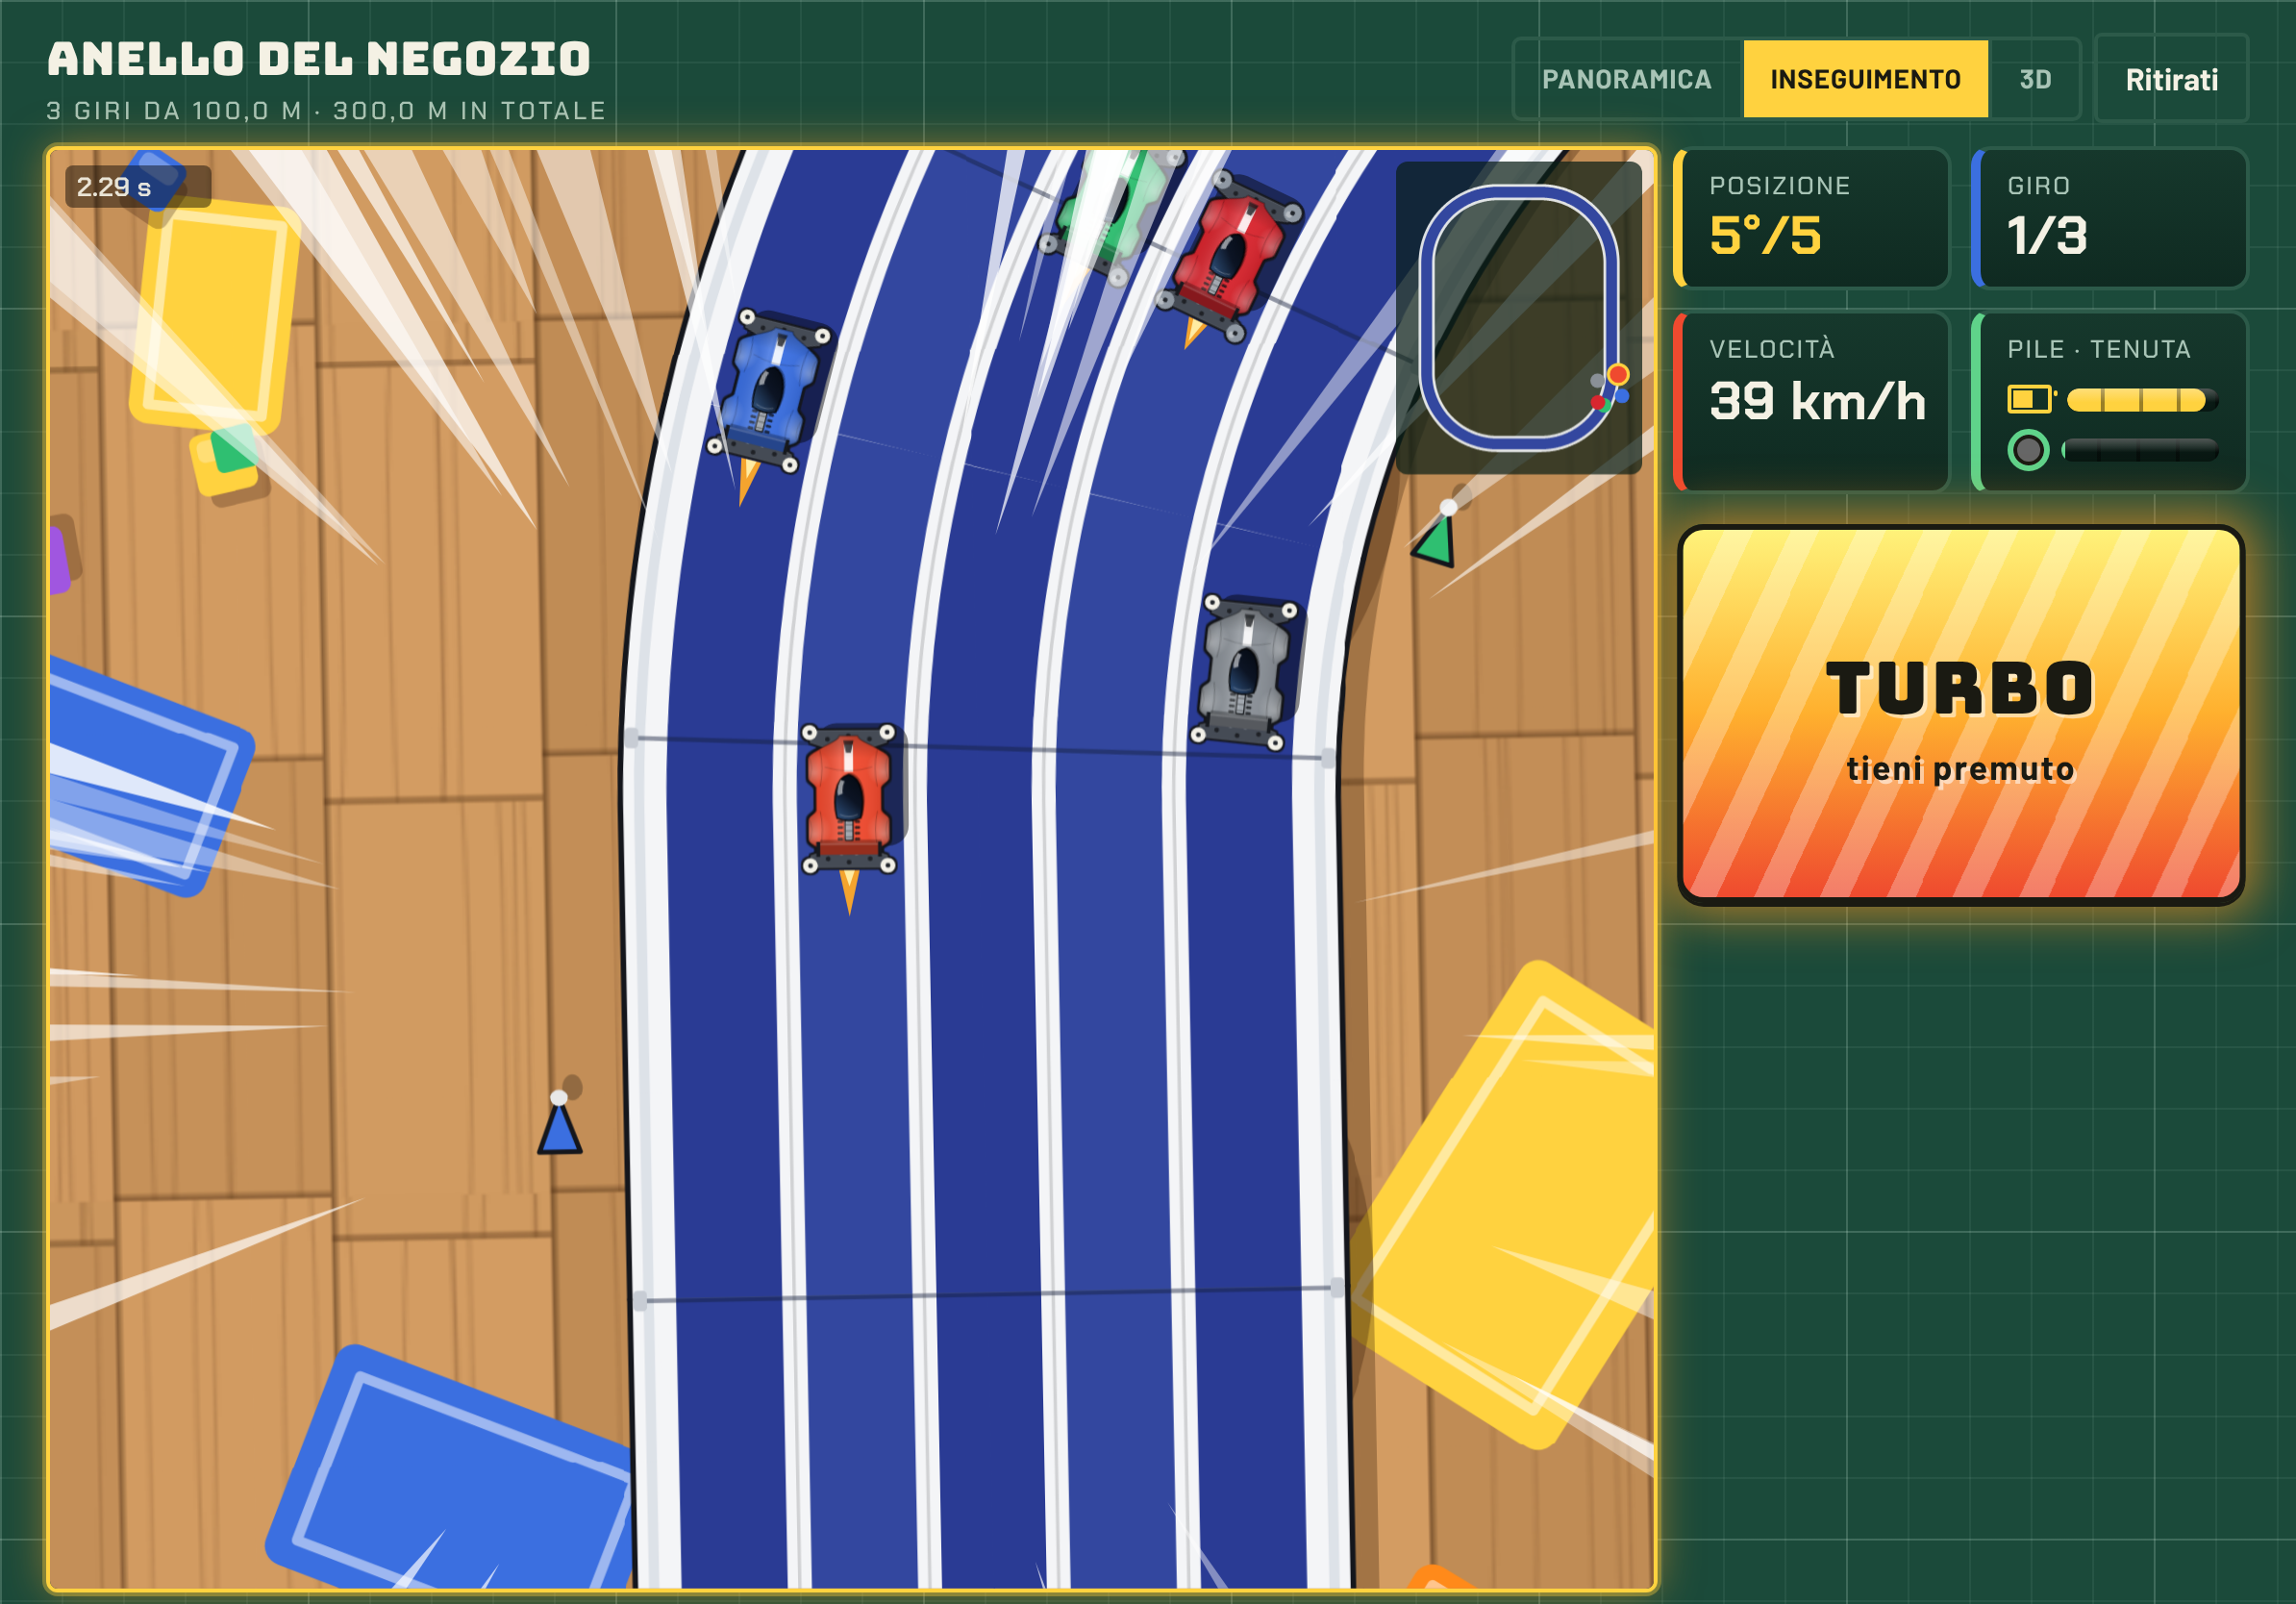 ANELLO DEL NEGOZIO
3 GIRI DA 100,0 M · 300,0 M IN TOTALE
PANORAMICA
INSEGUIMENTO
3D
Ritirati
2.29 s
POSIZIONE
5°/5
GIRO
1/3
VELOCITÀ
39 km/h
PILE · TENUTA
TURBO
tieni premuto